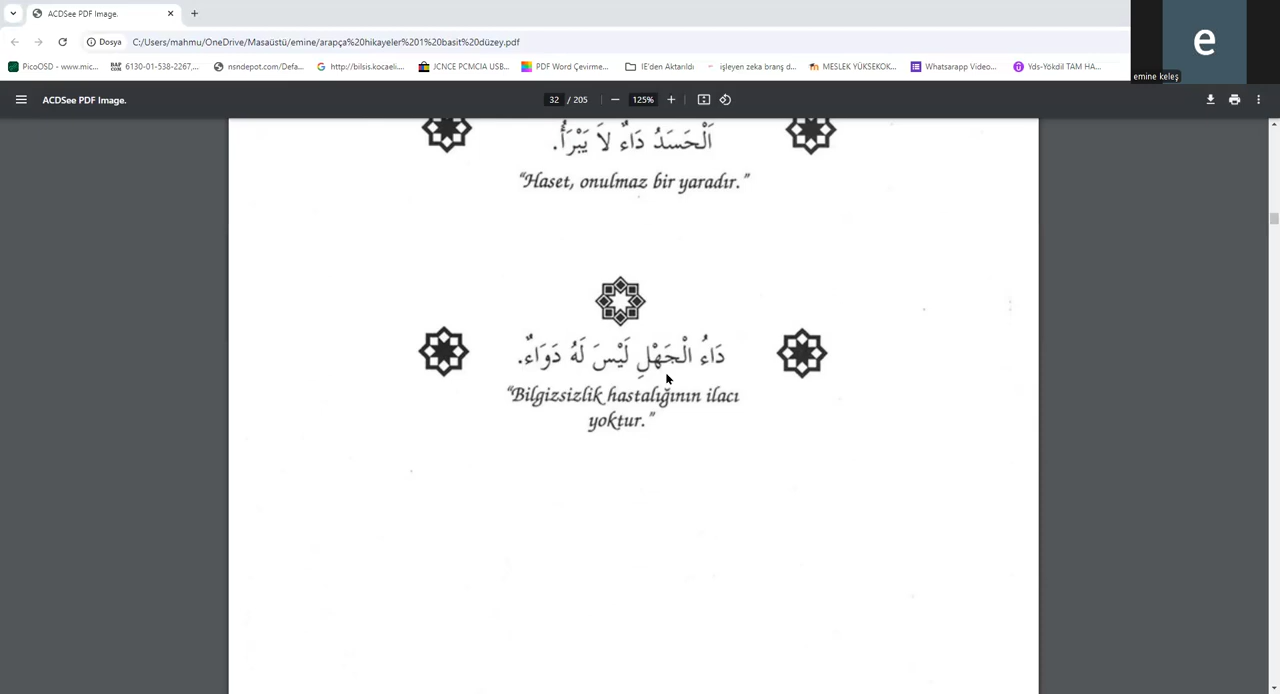 ACDSee PDF Image.
Dosya
C:/Users/mahmu/OneDrive/Masaüstü/emine/arapça%20hikayeler%201%20basit%20düzey.pdf
PicoOSD - www.mic...
6130-01-538-2267,...
nsndepot.com/Defa...
http://bilsis.kocaeli...
JCNCE PCMCIA USB...
PDF Word Çevirme...
IE'den Aktarıldı
işleyen zeka branş d...
MESLEK YÜKSEKOK...
Whatsarapp Video...
Yds-Yökdil TAM HA...
e
emine keleş
ACDSee PDF Image.
32 / 205
125%
اَلْحَسَدُ دَاءٌ لاَ يَبْرَأُ.
“Haset, onulmaz bir yaradır.”
دَاءُ الْجَهْلِ لَيْسَ لَهُ دَوَاءٌ.
“Bilgizsizlik hastalığının ilacı
yoktur.”